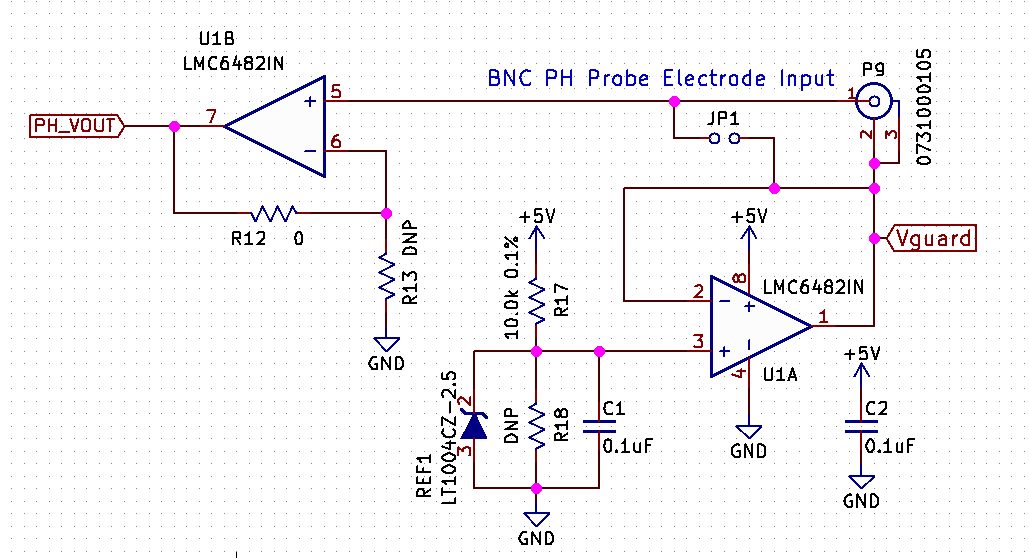 U1B
LMC6482IN
BNC PH Probe Electrode Input
P9
0731000105
PH_VOUT
7
+
5
-
6
1
2
3
JP1
R12 0
R13 DNP
GND
+5V
10.0k 0.1%
R17
+5V
8
LMC6482IN
Vguard
2
-
+
1
3
+
-
4
U1A
GND
REF1
LT1004CZ-2.5
2
3
DNP
R18
C1
0.1uF
GND
+5V
C2
0.1uF
GND